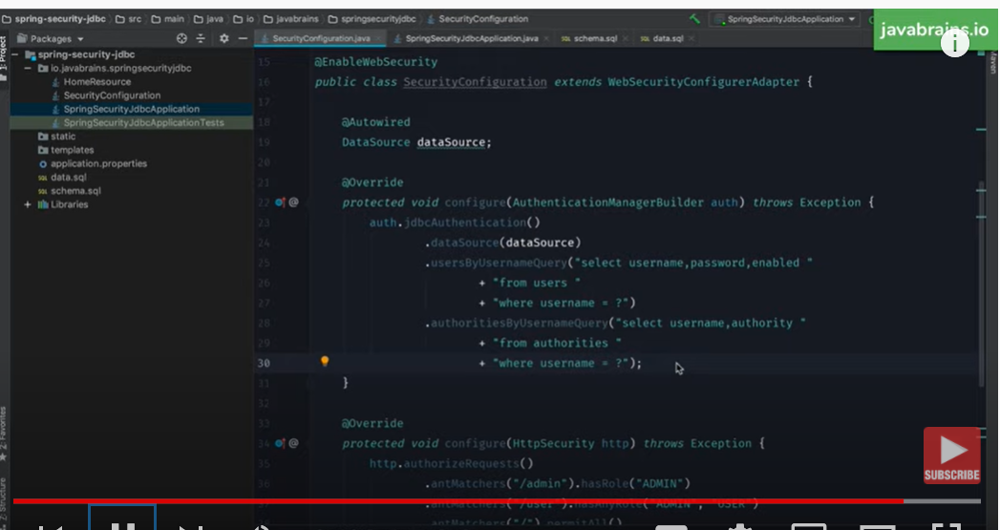 spring-security-jdbc src main java io javabrains springsecurityjdbc SecurityConfiguration SpringSecurityJdbcApplication
javabrains.io
Packages
SecurityConfiguration.java SpringSecurityJdbcApplication.java schema.sql data.sql
1: Project
Maven
spring-security-jdbc
io.javabrains.springsecurityjdbc
HomeResource
SecurityConfiguration
SpringSecurityJdbcApplication
SpringSecurityJdbcApplicationTests
static
templates
application.properties
data.sql
schema.sql
Libraries
2: Favorites
Z: Structure
15 @EnableWebSecurity
16 public class SecurityConfiguration extends WebSecurityConfigurerAdapter {
17
18 @Autowired
19 DataSource dataSource;
20
21 @Override
22 @ protected void configure(AuthenticationManagerBuilder auth) throws Exception {
23 auth.jdbcAuthentication()
24 .dataSource(dataSource)
25 .usersByUsernameQuery("select username,password,enabled "
26 + "from users "
27 + "where username = ?")
28 .authoritiesByUsernameQuery("select username,authority "
29 + "from authorities "
30 + "where username = ?");
31 }
32
33 @Override
34 @ protected void configure(HttpSecurity http) throws Exception {
35 http.authorizeRequests()
36 .antMatchers("/admin").hasRole("ADMIN")
37 .antMatchers("/user").hasAnyRole("ADMIN", "USER")
.antMatchers("/").permitAll()
SUBSCRIBE